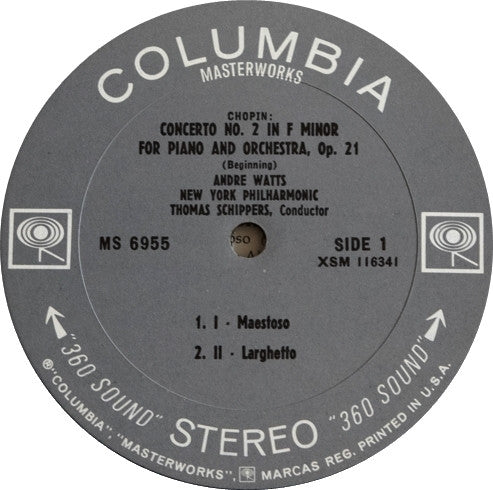 COLUMBIA
MASTERWORKS
CHOPIN:
CONCERTO NO. 2 IN F MINOR
FOR PIANO AND ORCHESTRA, Op. 21
(Beginning)
ANDRE WATTS
NEW YORK PHILHARMONIC
THOMAS SCHIPPERS, Conductor
MS 6955
SIDE 1
XSM 116341
1. I - Maestoso
2. II - Larghetto
"360 SOUND" STEREO "360 SOUND"
®"COLUMBIA", "MASTERWORKS", MARCAS REG. PRINTED IN U.S.A.